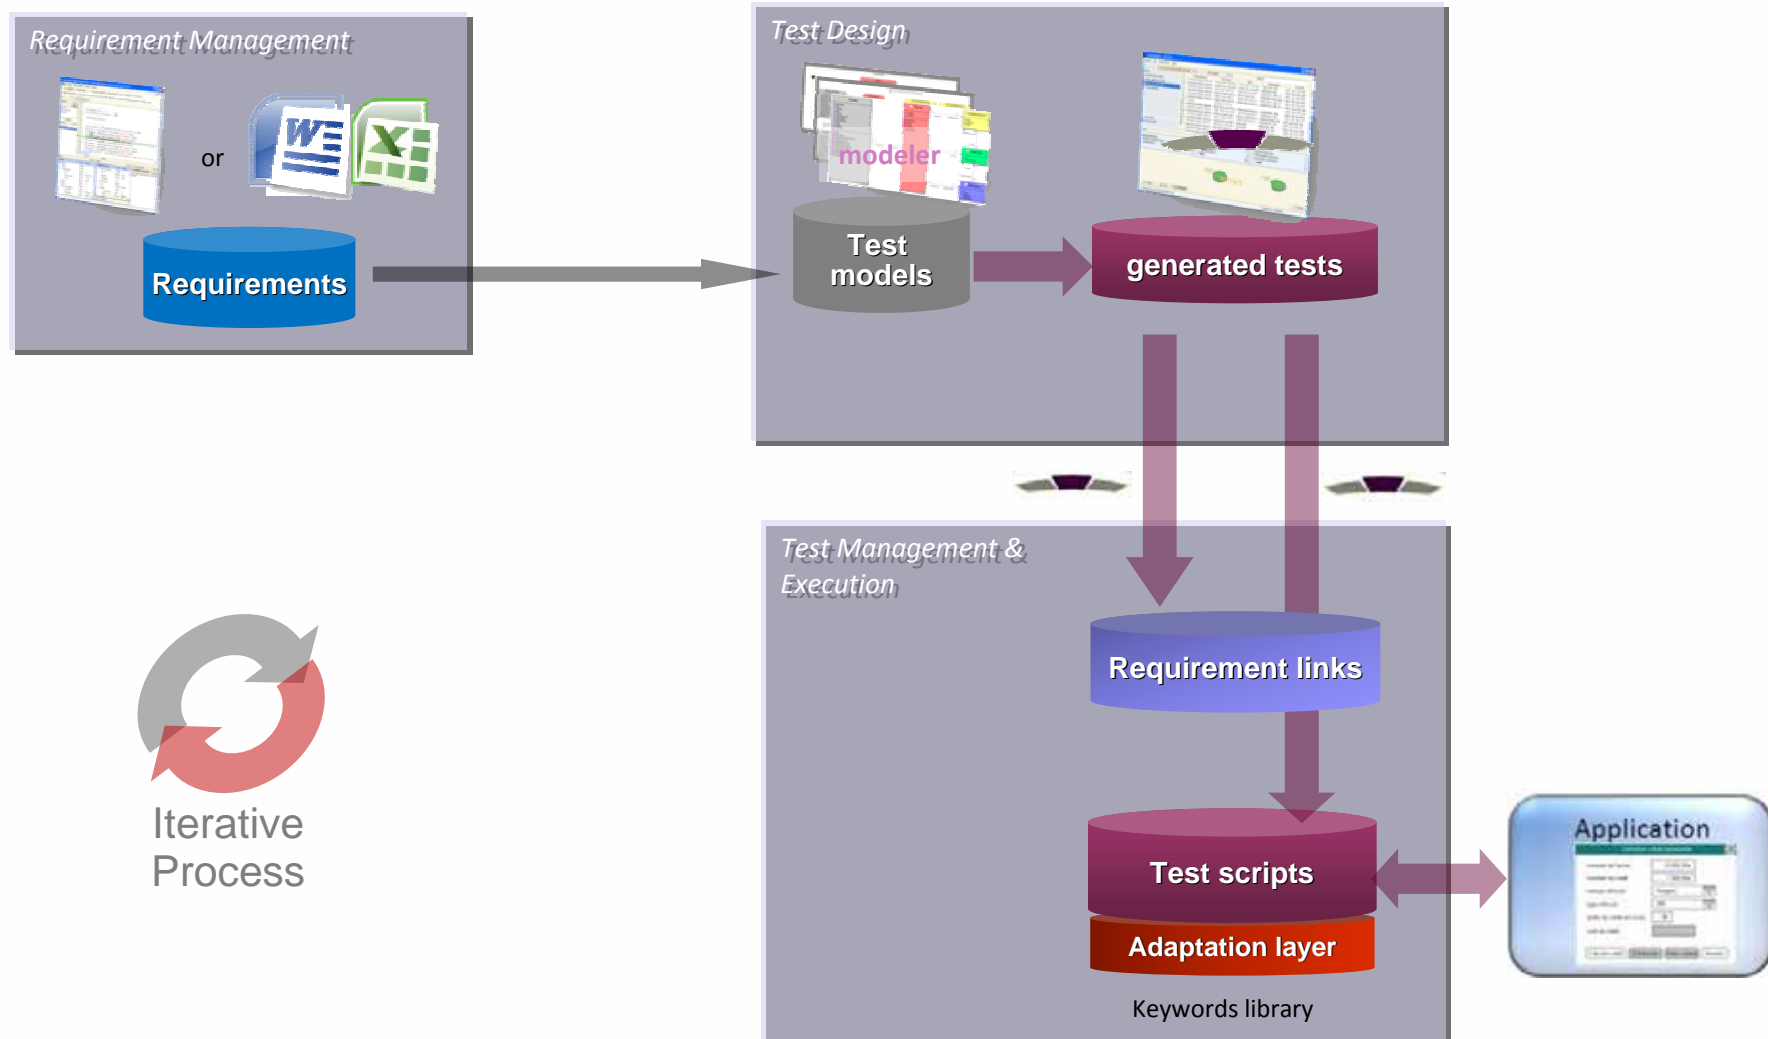 Requirement Management
or
Requirements
Test Design
modeler
Test
models
generated tests
Test Management &
Execution
Requirement links
Test scripts
Adaptation layer
Keywords library
Application
Iterative
Process